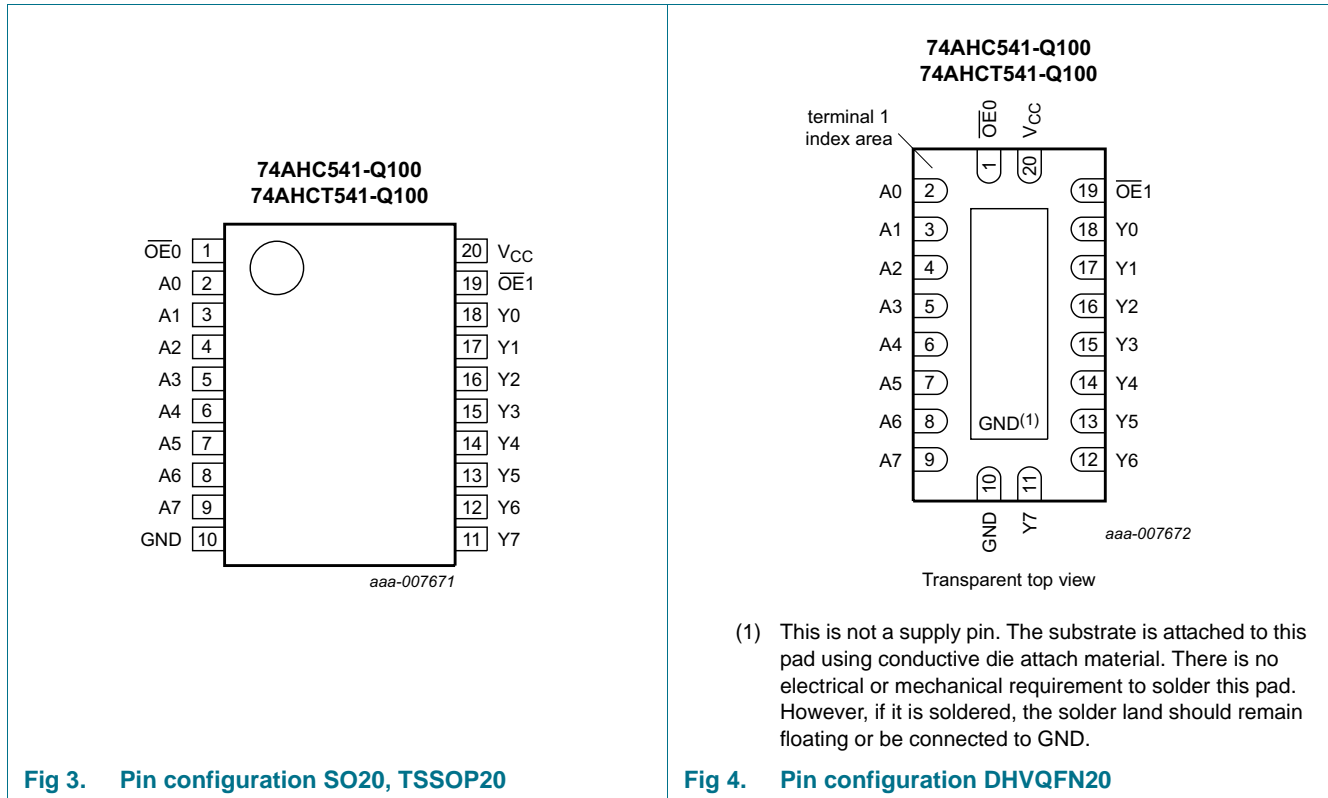 74AHC541-Q100
74AHCT541-Q100
OE0 1
A0 2
A1 3
A2 4
A3 5
A4 6
A5 7
A6 8
A7 9
GND 10
20 VCC
19 OE1
18 Y0
17 Y1
16 Y2
15 Y3
14 Y4
13 Y5
12 Y6
11 Y7
aaa-007671
Fig 3. Pin configuration SO20, TSSOP20
74AHC541-Q100
74AHCT541-Q100
terminal 1
index area
OE0
VCC
1
20
A0 2
A1 3
A2 4
A3 5
A4 6
A5 7
A6 8
A7 9
19 OE1
18 Y0
17 Y1
16 Y2
15 Y3
14 Y4
13 Y5
12 Y6
GND(1)
10
11
GND
Y7
aaa-007672
Transparent top view
(1) This is not a supply pin. The substrate is attached to this
pad using conductive die attach material. There is no
electrical or mechanical requirement to solder this pad.
However, if it is soldered, the solder land should remain
floating or be connected to GND.
Fig 4. Pin configuration DHVQFN20